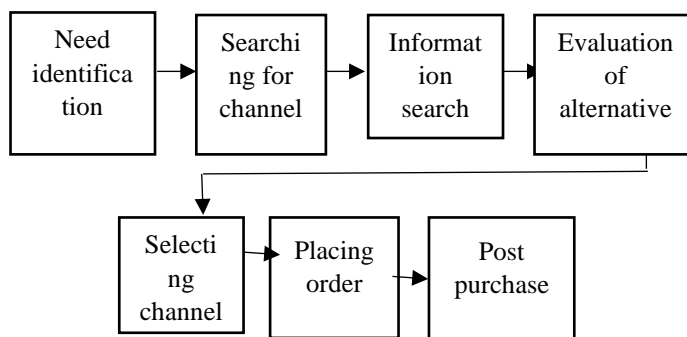 Need
identifica
tion
Searchi
ng for
channel
Informat
ion
search
Evaluation
of
alternative
Selecti
ng
channel
Placing
order
Post
purchase